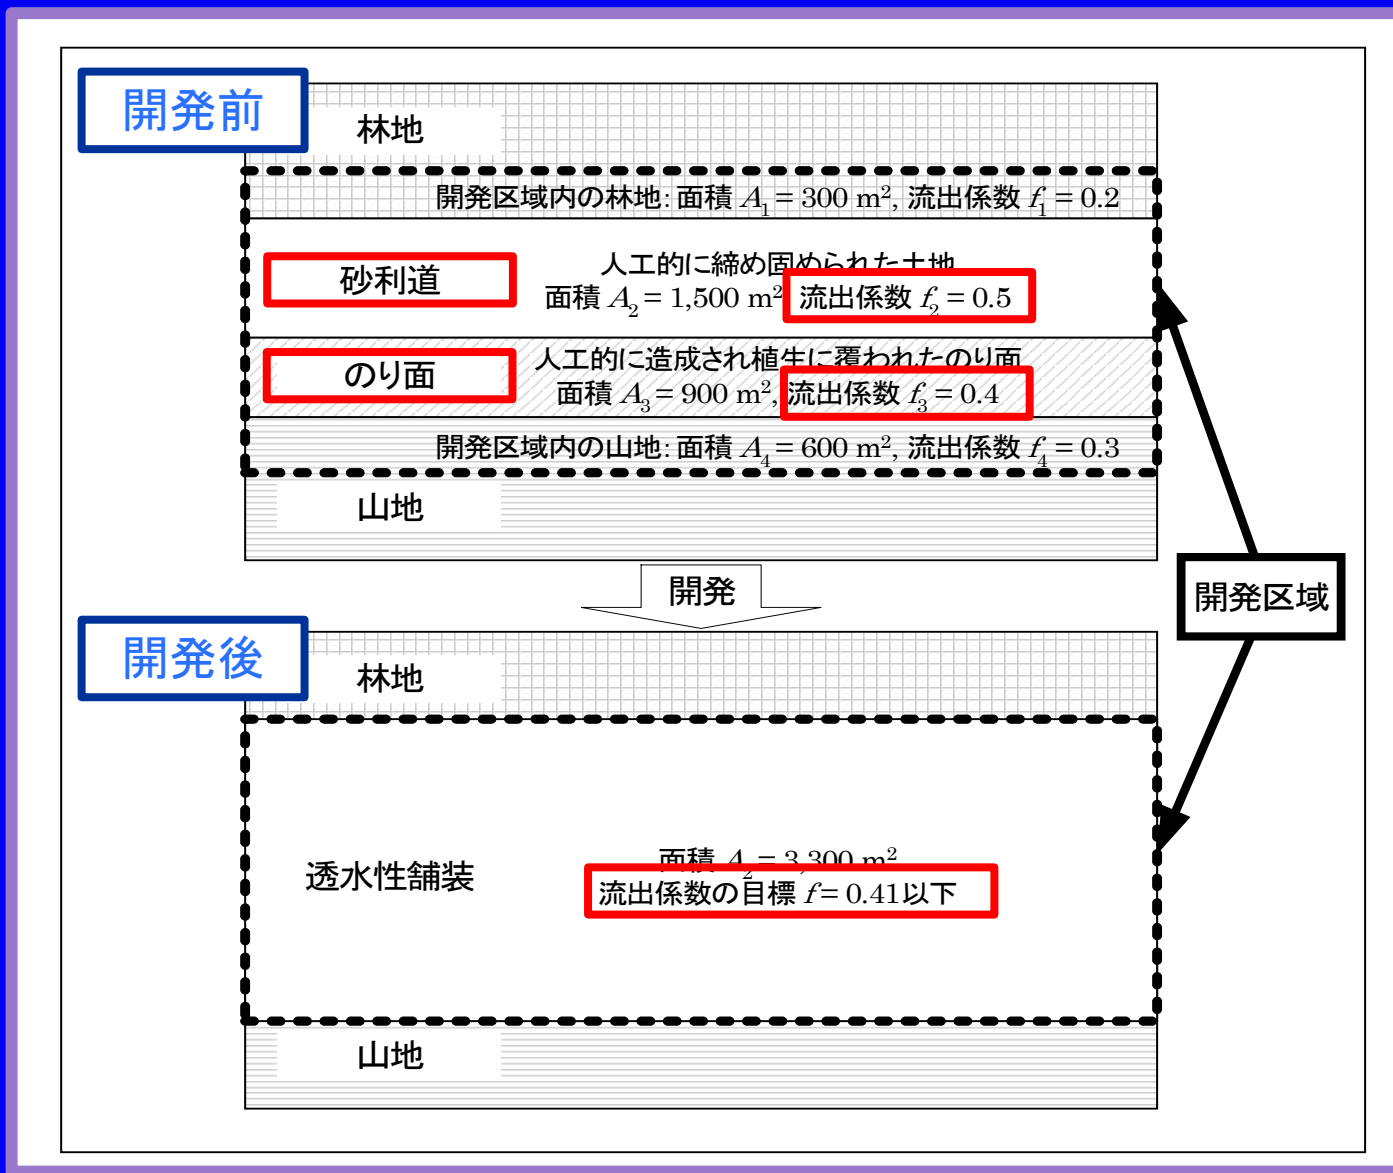 開発前
林地
開発区域内の林地: 面積 A₁ = 300 m², 流出係数 f₁ = 0.2
砂利道
人工的に締め固められた土地
面積 A₂ = 1,500 m² 流出係数 f₂ = 0.5
のり面
人工的に造成され植生に覆われたのり面
面積 A₃ = 900 m², 流出係数 f₃ = 0.4
開発区域内の山地: 面積 A₄ = 600 m², 流出係数 f₄ = 0.3
山地
開発
開発区域
開発後
林地
透水性舗装
面積 A₂ = 3,300 m²
流出係数の目標 f = 0.41以下
山地